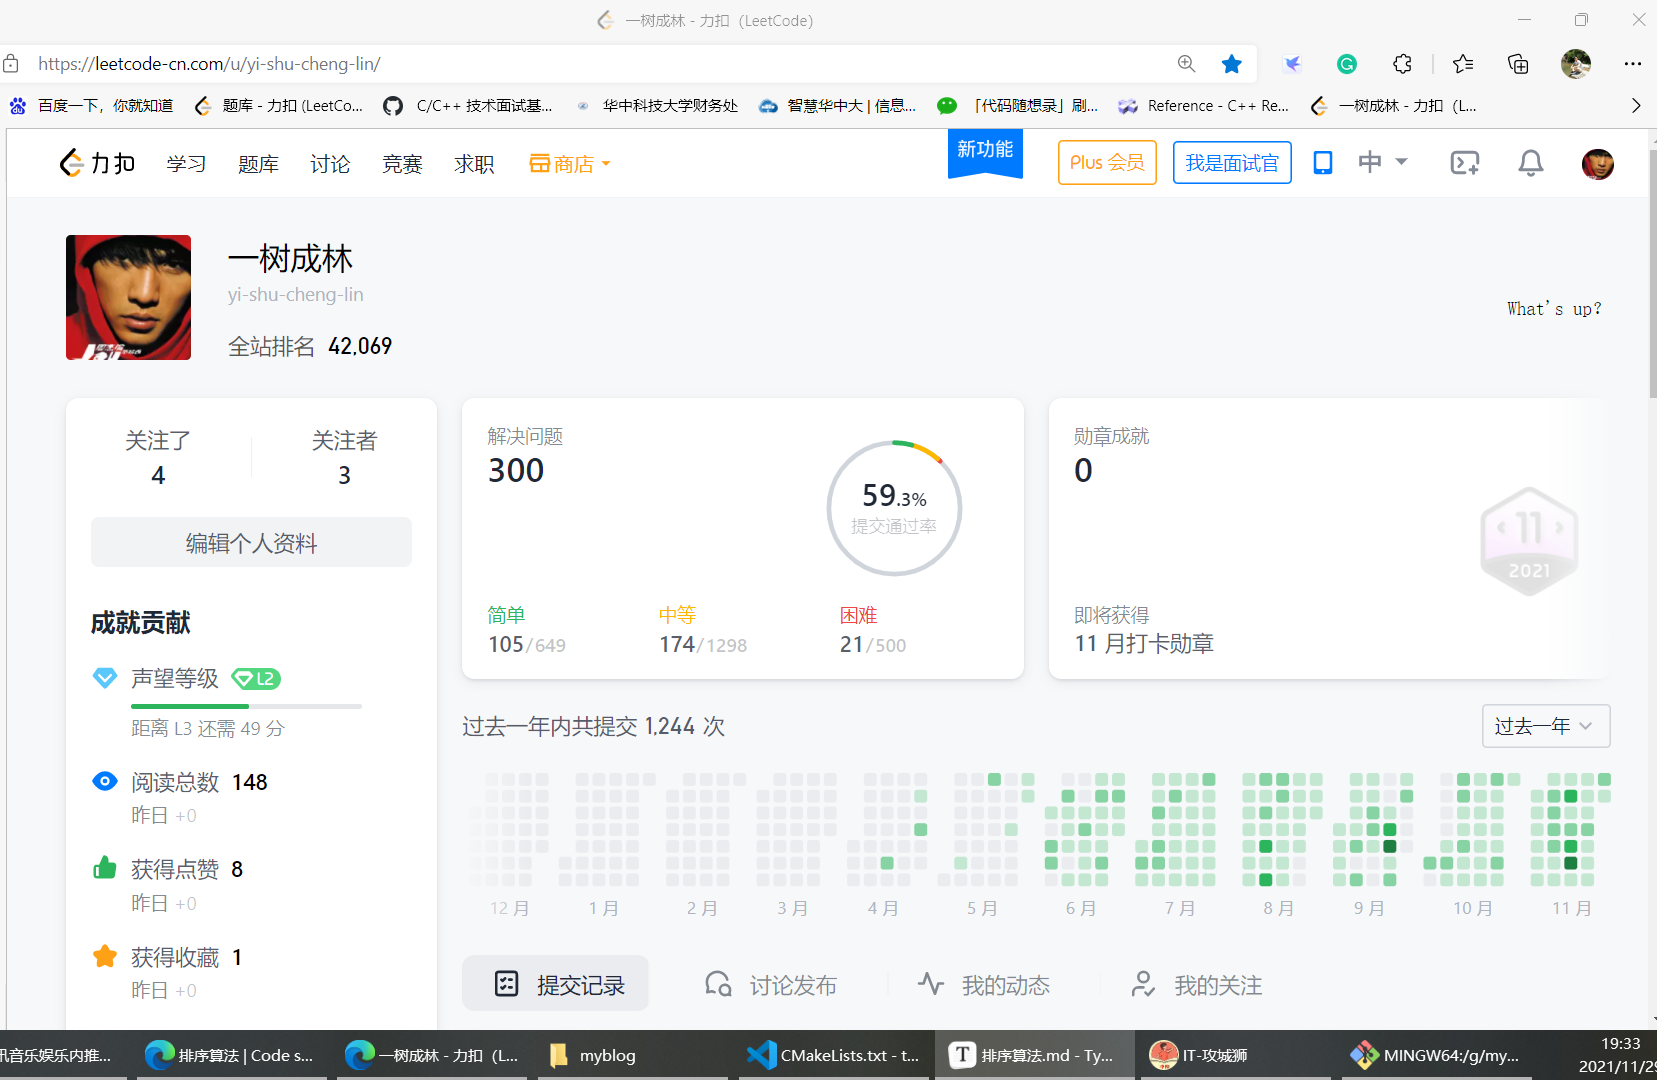 一树成林 - 力扣（LeetCode）
https://leetcode-cn.com/u/yi-shu-cheng-lin/
百度一下，你就知道 题库 - 力扣 (LeetCo... C/C++ 技术面试基... 华中科技大学财务处 智慧华中大 | 信息... 「代码随想录」刷... Reference - C++ Re... 一树成林 - 力扣（L...
力扣 学习 题库 讨论 竞赛 求职 商店 新功能 Plus 会员 我是面试官 中
一树成林
yi-shu-cheng-lin
What's up?
全站排名 42,069
关注了 关注者
4 3
编辑个人资料
成就贡献
声望等级 L2
距离 L3 还需 49 分
阅读总数 148
昨日 +0
获得点赞 8
昨日 +0
获得收藏 1
昨日 +0
解决问题
300
59.3%
提交通过率
简单 中等 困难
105/649 174/1298 21/500
勋章成就
0
11
2021
即将获得
11 月打卡勋章
过去一年内共提交 1,244 次 过去一年
12 月 1 月 2 月 3 月 4 月 5 月 6 月 7 月 8 月 9 月 10 月 11 月
提交记录 讨论发布 我的动态 我的关注
讯音乐娱乐内推... 排序算法 | Code s... 一树成林 - 力扣（L... myblog CMakeLists.txt - t... 排序算法.md - Ty... IT-攻城狮 MINGW64:/g/my... 19:33
2021/11/29